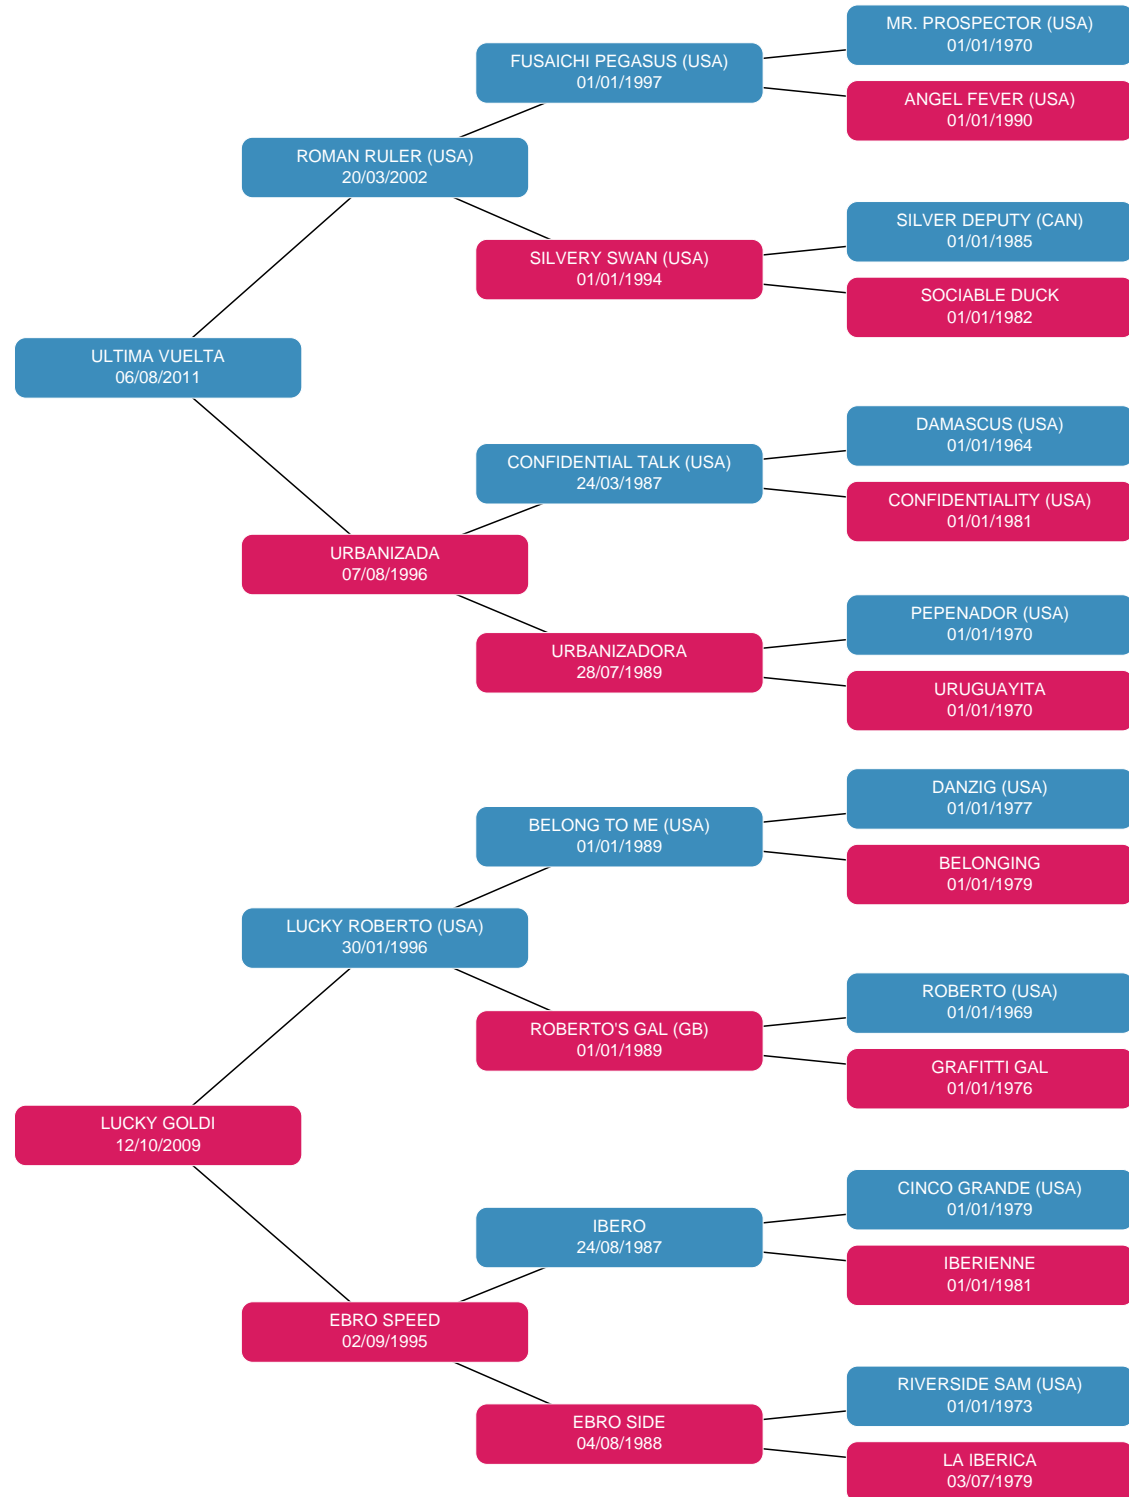 MR. PROSPECTOR (USA)
01/01/1970
FUSAICHI PEGASUS (USA)
01/01/1997
ANGEL FEVER (USA)
01/01/1990
ROMAN RULER (USA)
20/03/2002
SILVER DEPUTY (CAN)
01/01/1985
SILVERY SWAN (USA)
01/01/1994
SOCIABLE DUCK
01/01/1982
ULTIMA VUELTA
06/08/2011
DAMASCUS (USA)
01/01/1964
CONFIDENTIAL TALK (USA)
24/03/1987
CONFIDENTIALITY (USA)
01/01/1981
URBANIZADA
07/08/1996
PEPENADOR (USA)
01/01/1970
URBANIZADORA
28/07/1989
URUGUAYITA
01/01/1970
DANZIG (USA)
01/01/1977
BELONG TO ME (USA)
01/01/1989
BELONGING
01/01/1979
LUCKY ROBERTO (USA)
30/01/1996
ROBERTO (USA)
01/01/1969
ROBERTO'S GAL (GB)
01/01/1989
GRAFITTI GAL
01/01/1976
LUCKY GOLDI
12/10/2009
CINCO GRANDE (USA)
01/01/1979
IBERO
24/08/1987
IBERIENNE
01/01/1981
EBRO SPEED
02/09/1995
RIVERSIDE SAM (USA)
01/01/1973
EBRO SIDE
04/08/1988
LA IBERICA
03/07/1979